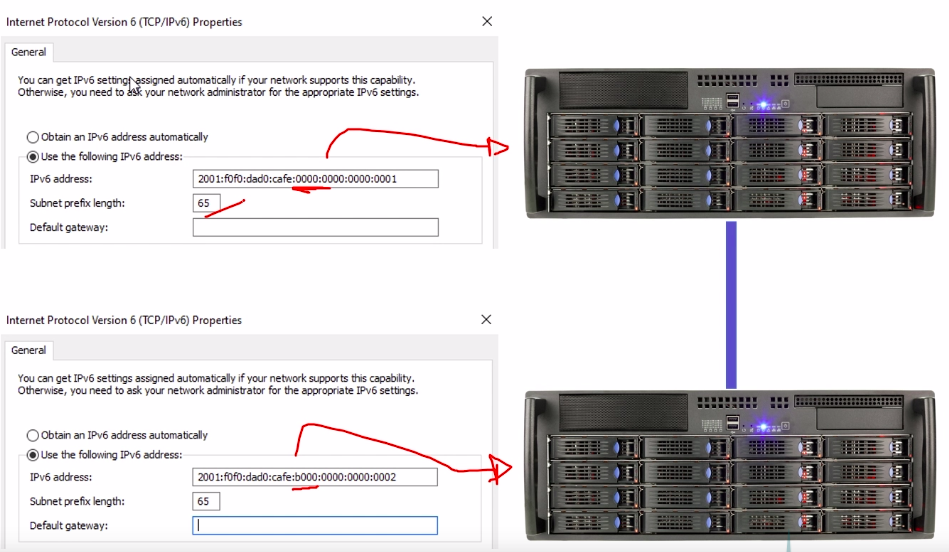 Internet Protocol Version 6 (TCP/IPv6) Properties
General
You can get IPv6 settings assigned automatically if your network supports this capability.
Otherwise, you need to ask your network administrator for the appropriate IPv6 settings.
Obtain an IPv6 address automatically
Use the following IPv6 address:
IPv6 address: 2001:f0f0:dad0:cafe:0000:0000:0000:0001
Subnet prefix length: 65
Default gateway:
Internet Protocol Version 6 (TCP/IPv6) Properties
General
You can get IPv6 settings assigned automatically if your network supports this capability.
Otherwise, you need to ask your network administrator for the appropriate IPv6 settings.
Obtain an IPv6 address automatically
Use the following IPv6 address:
IPv6 address: 2001:f0f0:dad0:cafe:b000:0000:0000:0002
Subnet prefix length: 65
Default gateway: